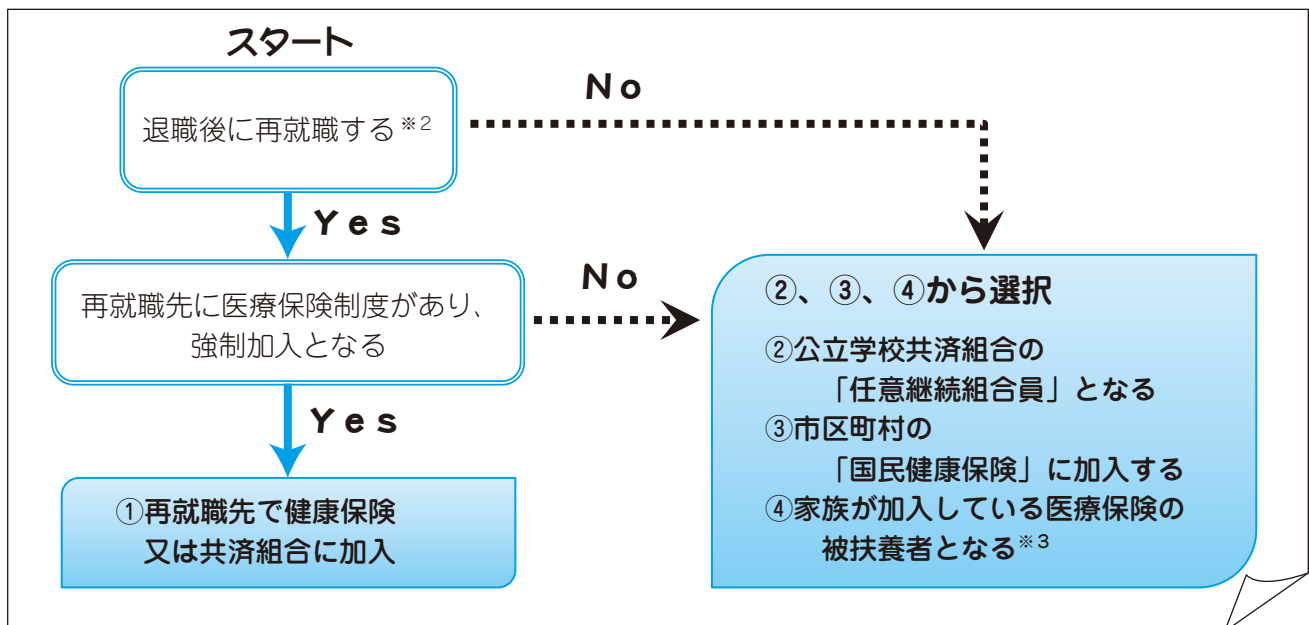 スタート
退職後に再就職する※2
No
Yes
再就職先に医療保険制度があり、
強制加入となる
No
Yes
①再就職先で健康保険
又は共済組合に加入
②、③、④から選択
②公立学校共済組合の
「任意継続組合員」となる
③市区町村の
「国民健康保険」に加入する
④家族が加入している医療保険の
被扶養者となる※3